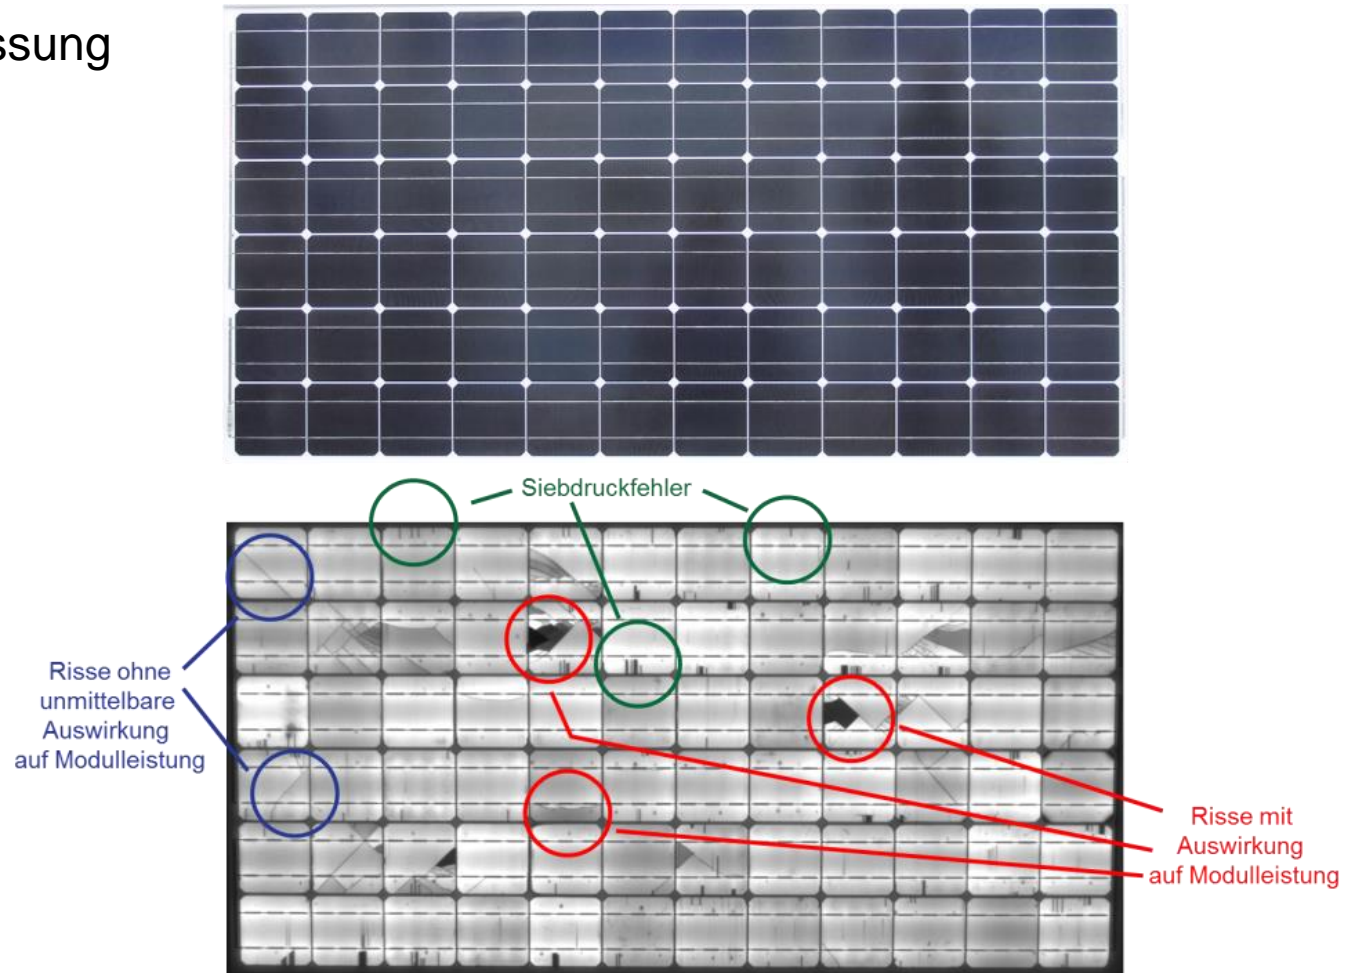 ssung
Siebdruckfehler
Risse ohne
unmittelbare
Auswirkung
auf Modulleistung
Risse mit
Auswirkung
auf Modulleistung